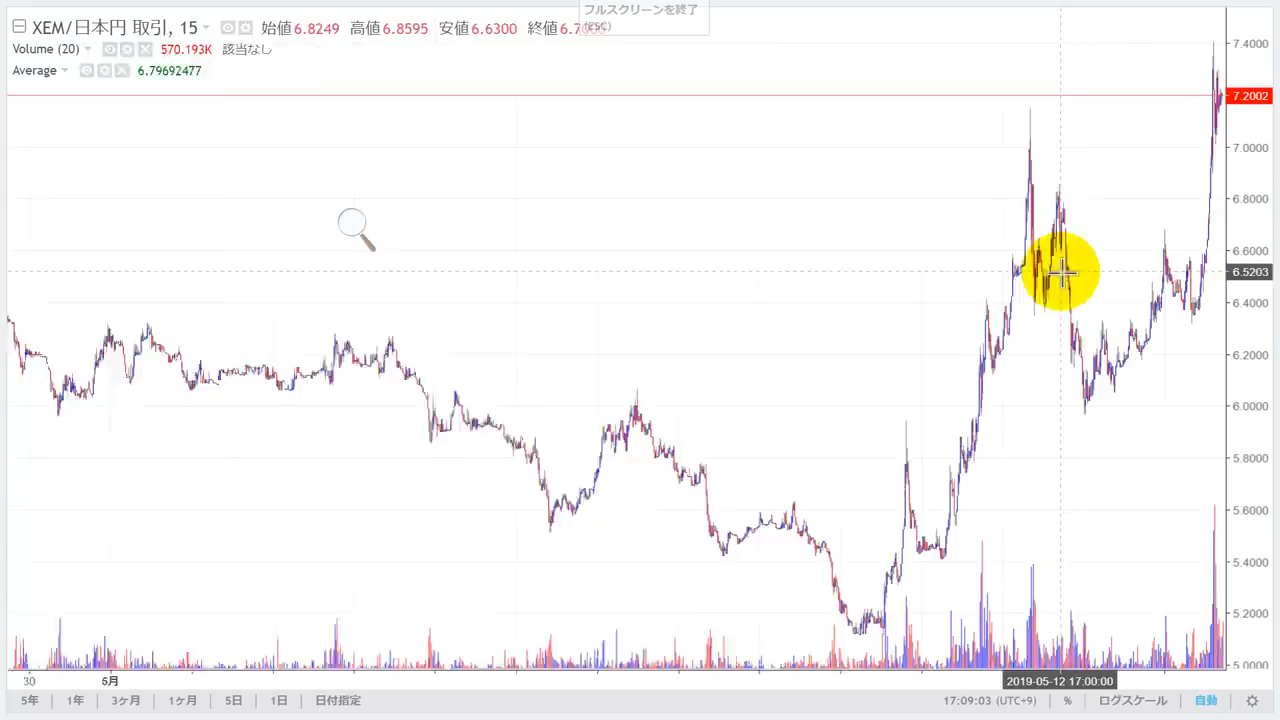 フルスクリーンを終了
(ESC)
XEM/日本円 取引, 15 始値6.8249 高値6.8595 安値6.6300 終値6.7
Volume (20) 570.193K 該当なし
Average 6.79692477
7.4000
7.2002
7.0000
6.8000
6.6000
6.5203
6.4000
6.2000
6.0000
5.8000
5.6000
5.4000
5.2000
5.0000
30 5月 2019-05-12 17:00:00
5年 1年 3ヶ月 1ヶ月 5日 1日 日付指定 17:09:03 (UTC+9) % ログスケール 自動